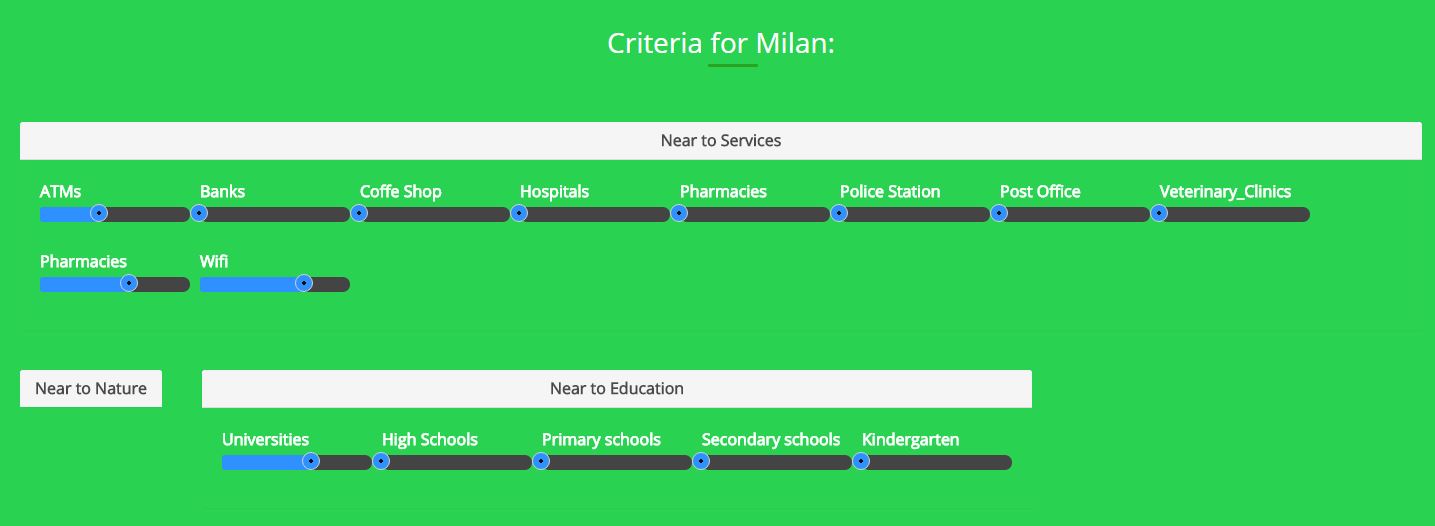 Criteria for Milan:
Near to Services
ATMs Banks Coffe Shop Hospitals Pharmacies Police Station Post Office Veterinary_Clinics
Pharmacies Wifi
Near to Nature Near to Education
Universities High Schools Primary schools Secondary schools Kindergarten